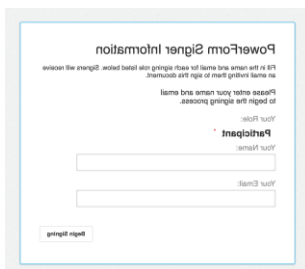 PowerForm Signer Information
Fill in the name and email for each signing role listed below. Signers will receive
an email inviting them to sign this document.
Please enter your name and email
to begin the signing process.
Your Role:
Participant *
Your Name:
Your Email:
Begin Signing